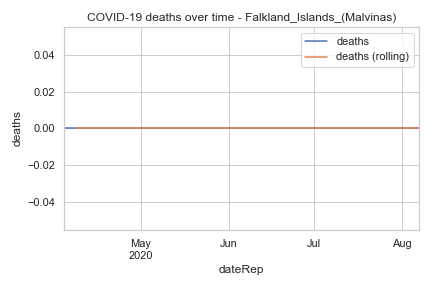 COVID-19 deaths over time - Falkland_Islands_(Malvinas)
deaths
deaths (rolling)
0.04
0.02
0.00
−0.02
−0.04
deaths
May
2020
Jun
Jul
Aug
dateRep